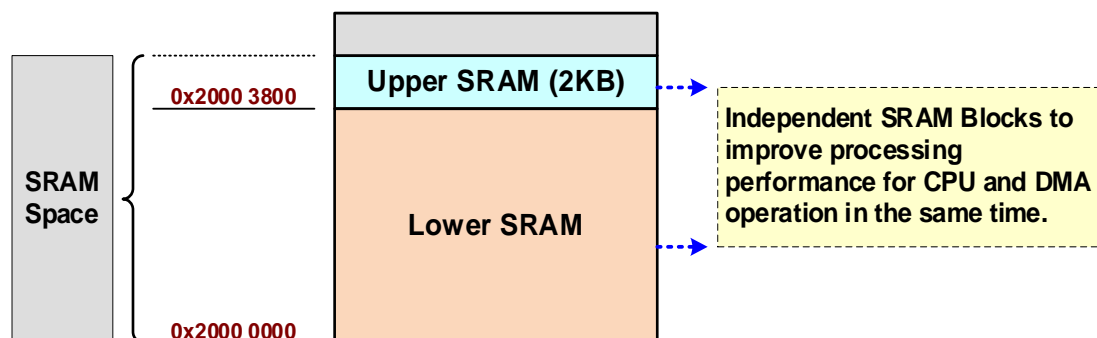 Upper SRAM (2KB)
0x2000 3800
Independent SRAM Blocks to
improve processing
performance for CPU and DMA
operation in the same time.
SRAM
Space
Lower SRAM
0x2000 0000